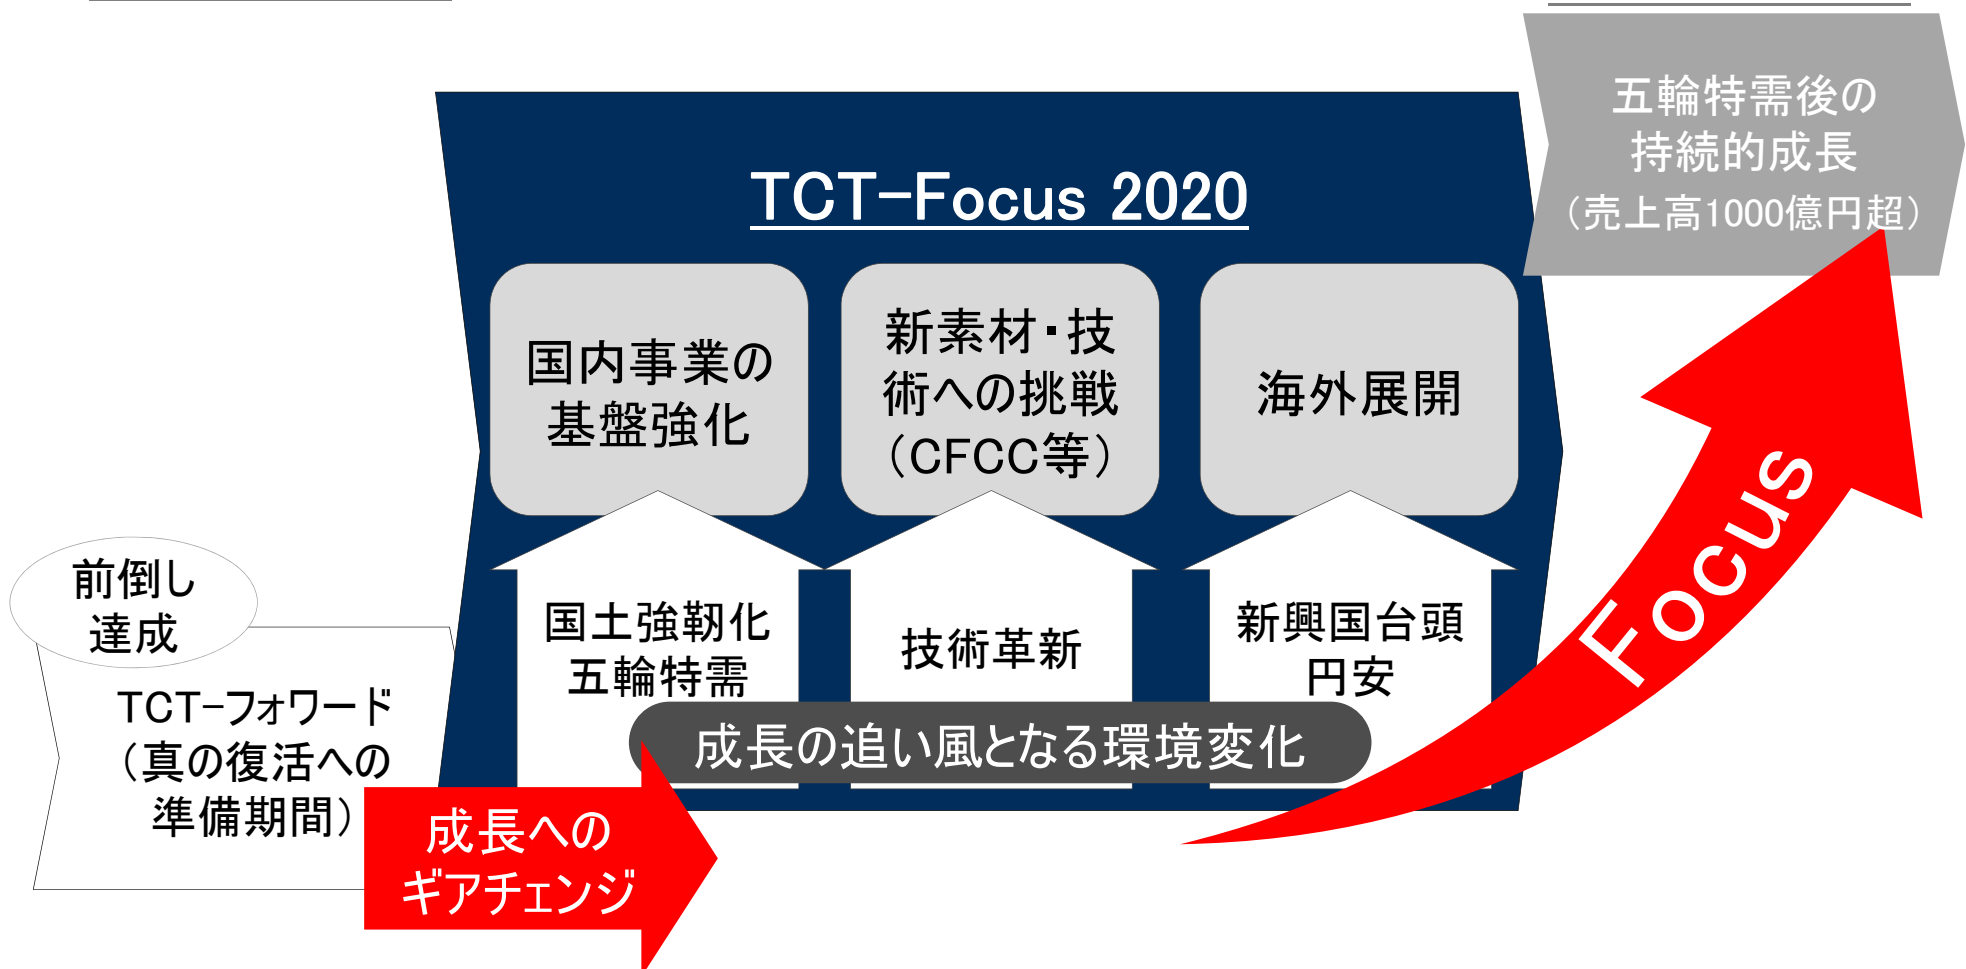 五輪特需後の
持続的成長
（売上高1000億円超）
TCT-Focus 2020
国内事業の
基盤強化
新素材・技
術への挑戦
（CFCC等）
海外展開
国土強靭化
五輪特需
技術革新
新興国台頭
円安
成長の追い風となる環境変化
前倒し
達成
TCT-フォワード
（真の復活への
準備期間）
成長への
ギアチェンジ
Focus